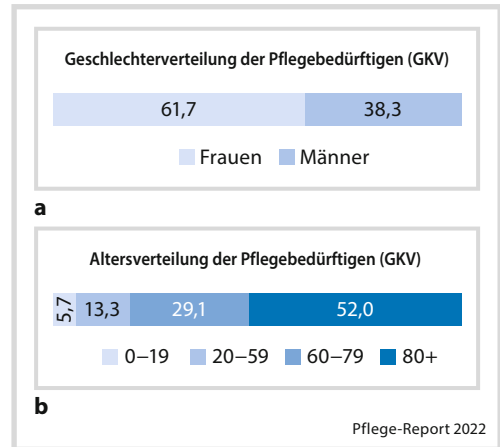 Geschlechterverteilung der Pflegebedürftigen (GKV)
61,7 38,3
Frauen Männer
a
Altersverteilung der Pflegebedürftigen (GKV)
5,7 13,3 29,1 52,0
0–19 20–59 60–79 80+
b
Pflege-Report 2022